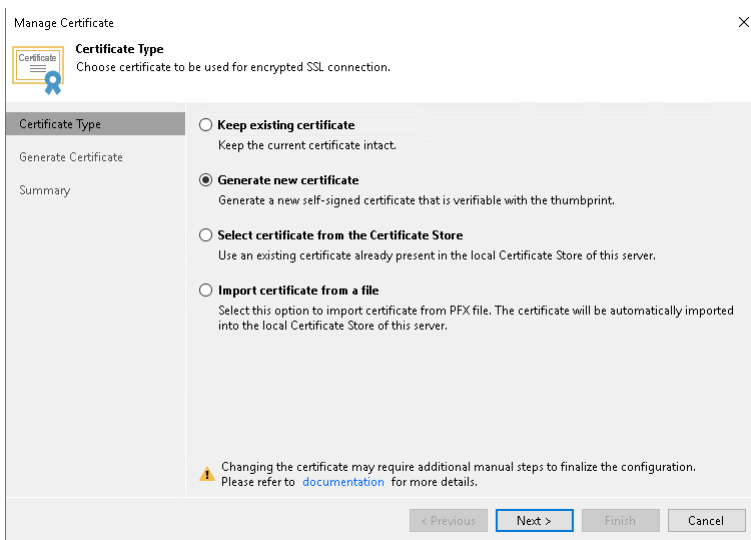 Manage Certificate
Certificate
Certificate Type
Choose certificate to be used for encrypted SSL connection.
Certificate Type
Generate Certificate
Summary
Keep existing certificate
Keep the current certificate intact.
Generate new certificate
Generate a new self-signed certificate that is verifiable with the thumbprint.
Select certificate from the Certificate Store
Use an existing certificate already present in the local Certificate Store of this server.
Import certificate from a file
Select this option to import certificate from PFX file. The certificate will be automatically imported
into the local Certificate Store of this server.
Changing the certificate may require additional manual steps to finalize the configuration.
Please refer to documentation for more details.
< Previous Next > Finish Cancel